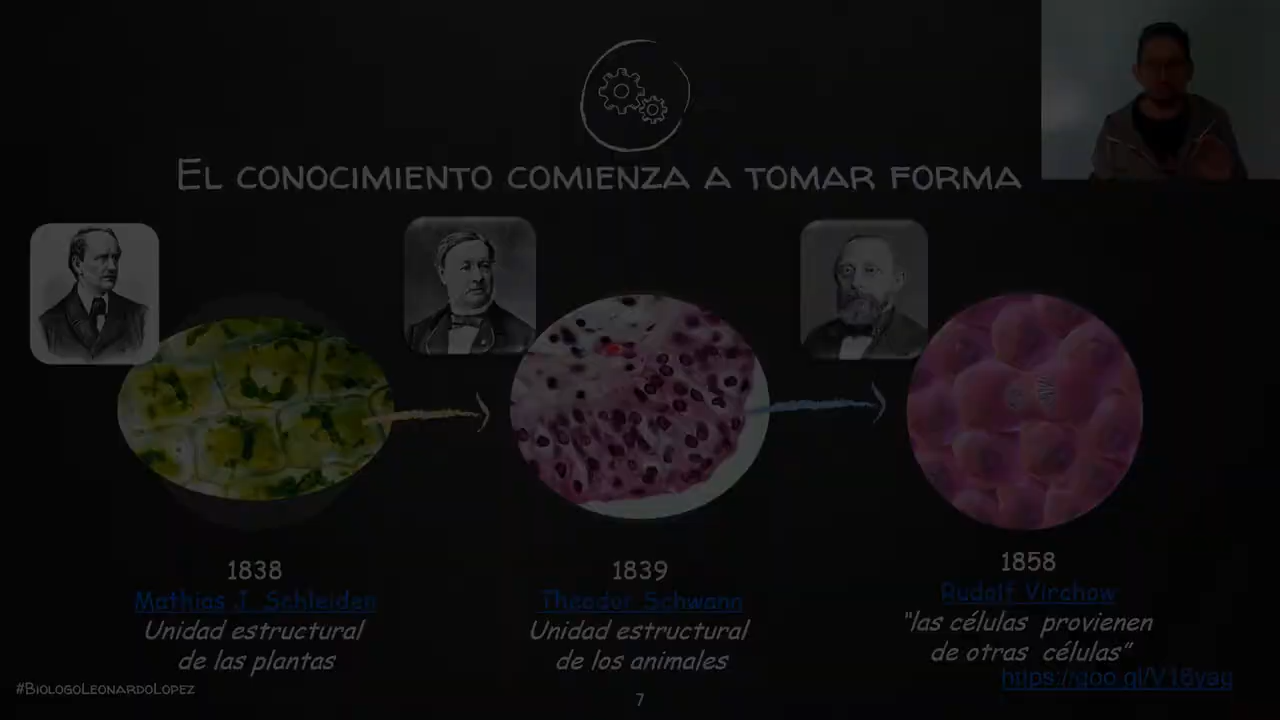 EL CONOCIMIENTO COMIENZA A TOMAR FORMA
1838
Mathias J. Schleiden
Unidad estructural
de las plantas
1839
Theodor Schwann
Unidad estructural
de los animales
1858
Rudolf Virchow
"las células provienen
de otras células"
#BIOLOGOLEONARDOLOPEZ
7